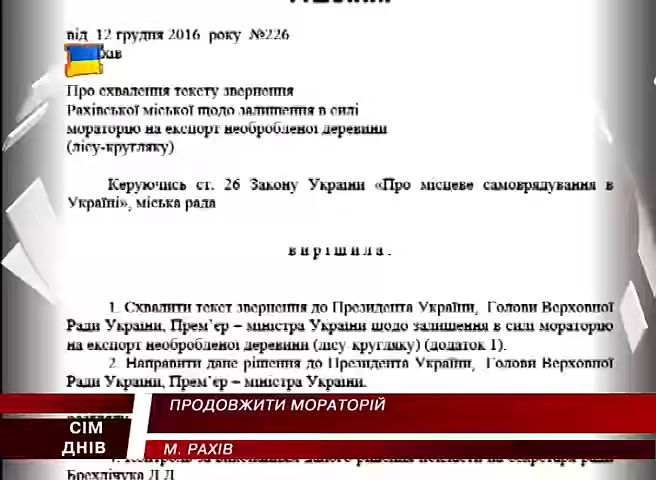 від 12 грудня 2016 року №226
Про схвалення тексту звернення
Рахівської міської щодо залишення в силі
мораторію на експорт необробленої деревини
(лісу-кругляку)
Керуючись ст. 26 Закону України «Про місцеве самоврядування в
Україні», міська рада
вирішила.
1. Схвалити текст звернення до Президента України, Голови Верховної
Ради України, Прем’єр – міністра України щодо залишення в силі мораторію
на експорт необробленої деревини (лісу-кругляку) (додаток 1).
2. Направити дане рішення до Президента України, Голови Верховної
Ради України, Прем’єр – міністра України.
ПРОДОВЖИТИ МОРАТОРІЙ
СІМ
ДНІВ
М. РАХІВ